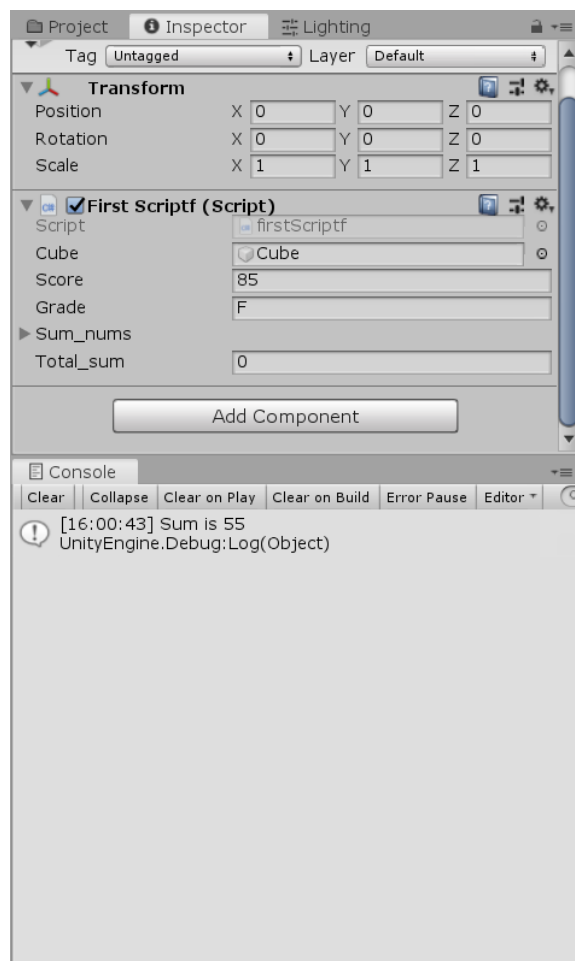 Project Inspector Lighting
Tag Untagged Layer Default
Transform
Position X 0 Y 0 Z 0
Rotation X 0 Y 0 Z 0
Scale X 1 Y 1 Z 1
First Scriptf (Script)
Script firstScriptf
Cube Cube
Score 85
Grade F
Sum_nums
Total_sum 0
Add Component
Console
Clear Collapse Clear on Play Clear on Build Error Pause Editor
[16:00:43] Sum is 55
UnityEngine.Debug:Log(Object)